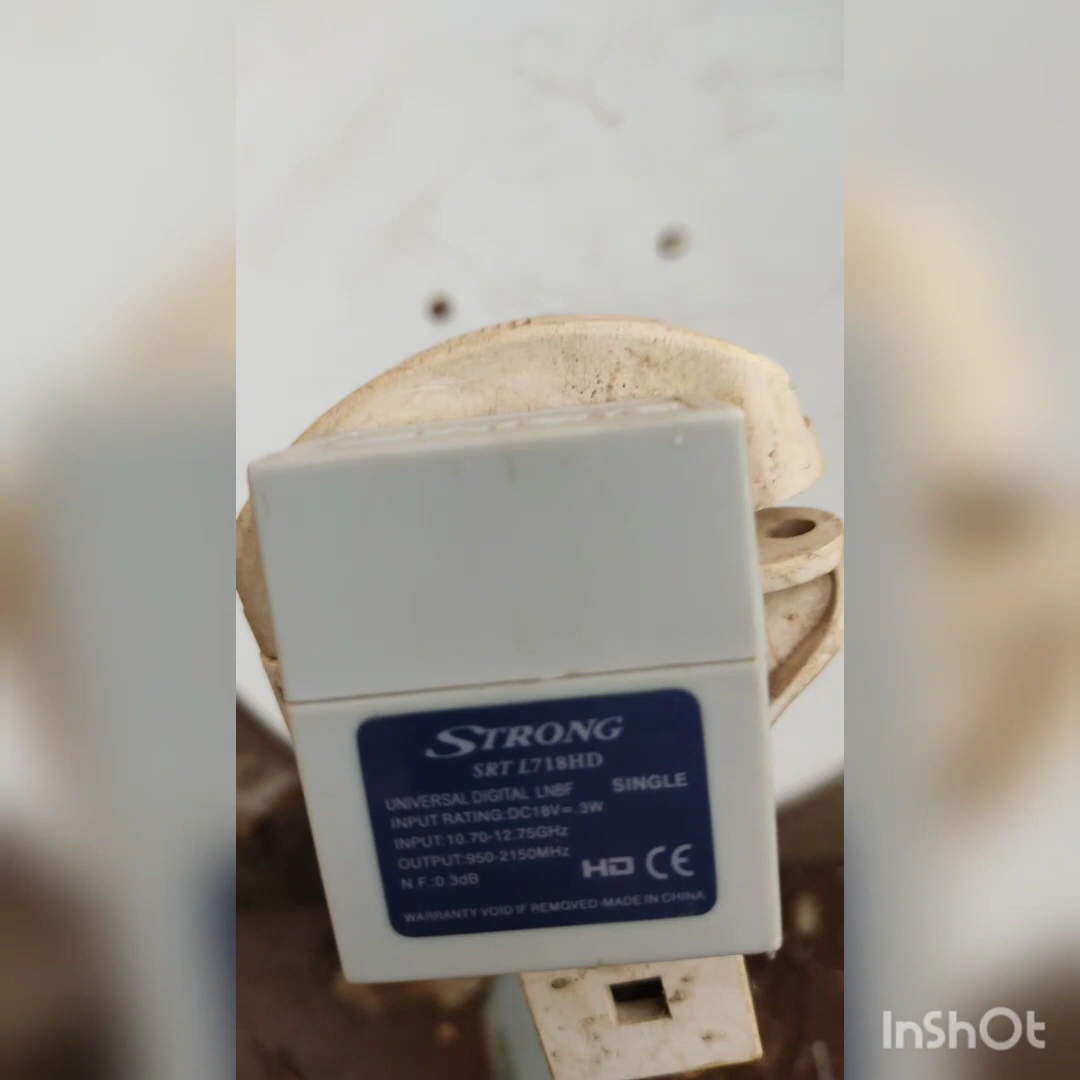 STRONG
SRT L718HD
UNIVERSAL DIGITAL LNBF SINGLE
INPUT RATING:DC18V⎓.3W
INPUT:10.70-12.75GHz
OUTPUT:950-2150MHz
N.F.:0.3dB
HD CE
WARRANTY VOID IF REMOVED-MADE IN CHINA
InShOt